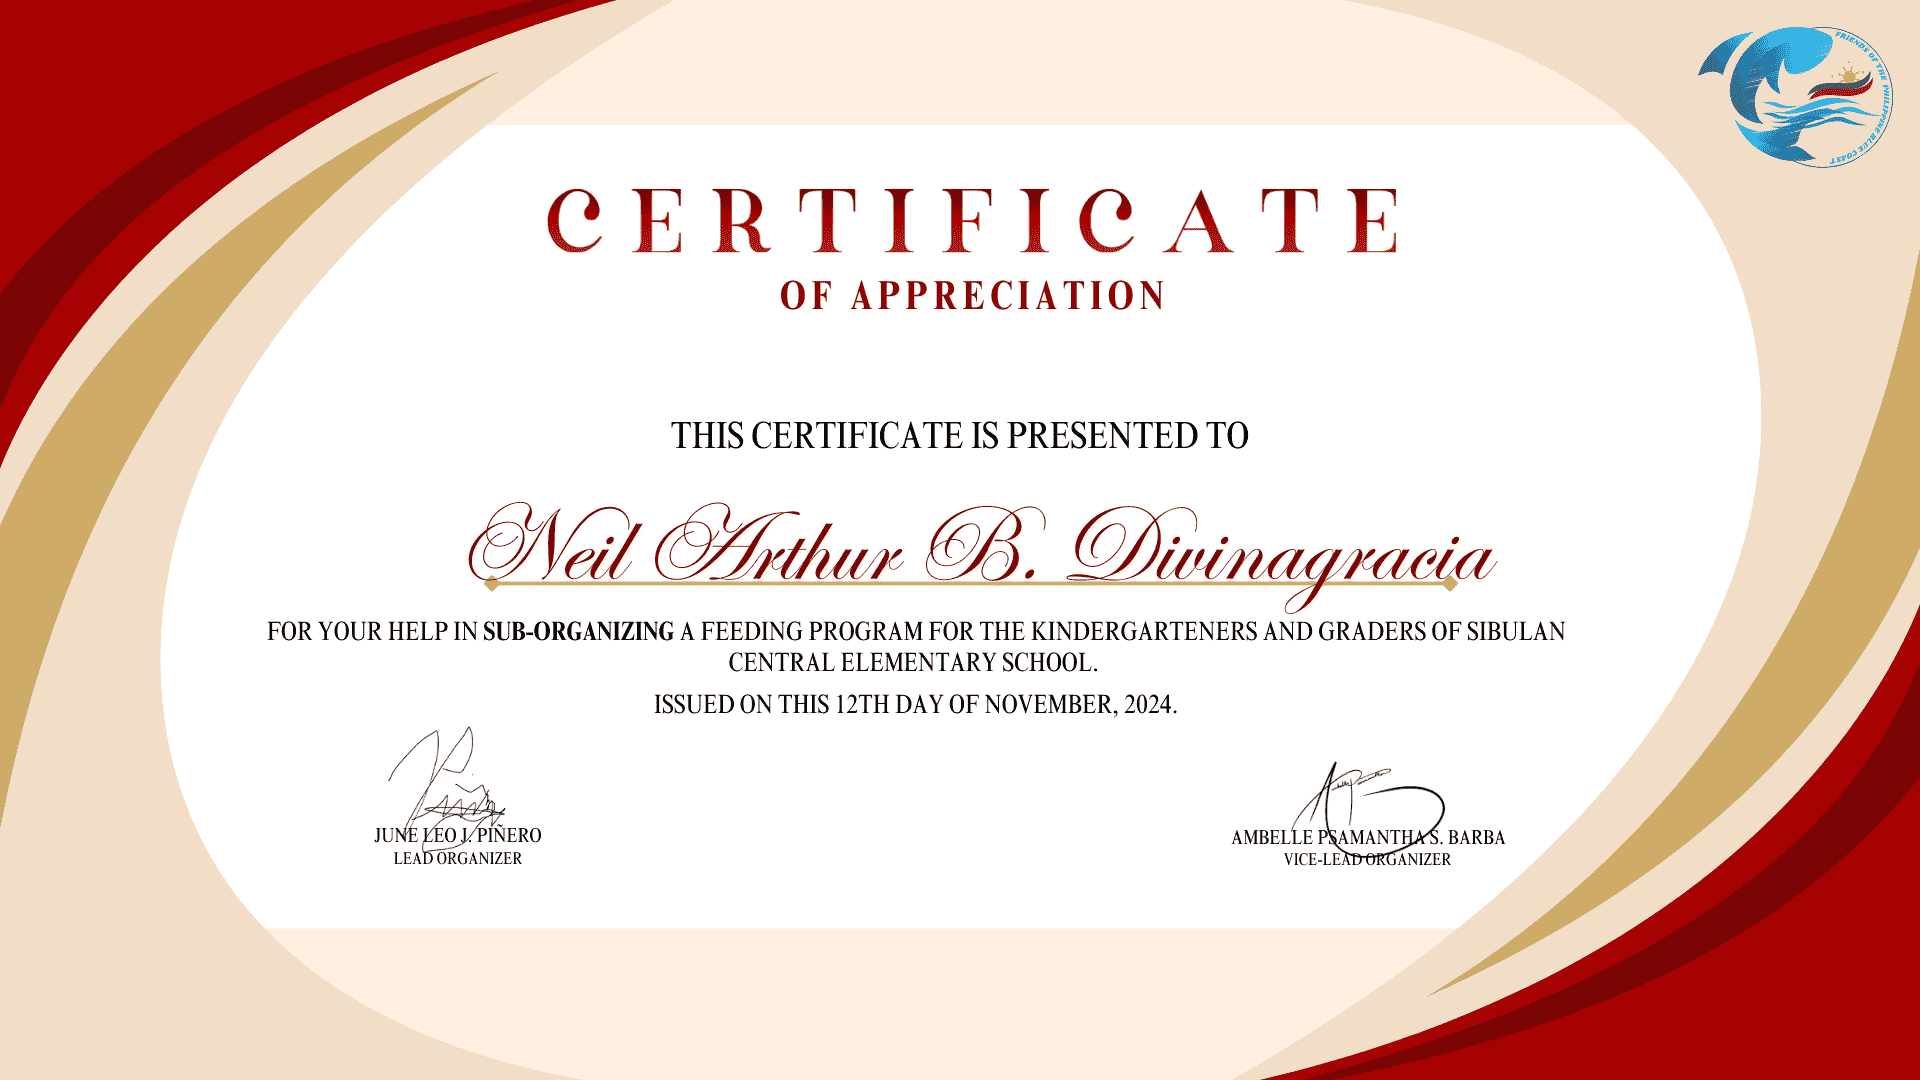 FRIENDS OF THE PHILIPPINE BLUE COAST
CERTIFICATE
OF APPRECIATION
THIS CERTIFICATE IS PRESENTED TO
Neil Arthur B. Divinagracia
FOR YOUR HELP IN SUB-ORGANIZING A FEEDING PROGRAM FOR THE KINDERGARTENERS AND GRADERS OF SIBULAN
CENTRAL ELEMENTARY SCHOOL.
ISSUED ON THIS 12TH DAY OF NOVEMBER, 2024.
JUNE LEO J. PIÑERO
LEAD ORGANIZER
AMBELLE PSAMANTHA S. BARBA
VICE-LEAD ORGANIZER